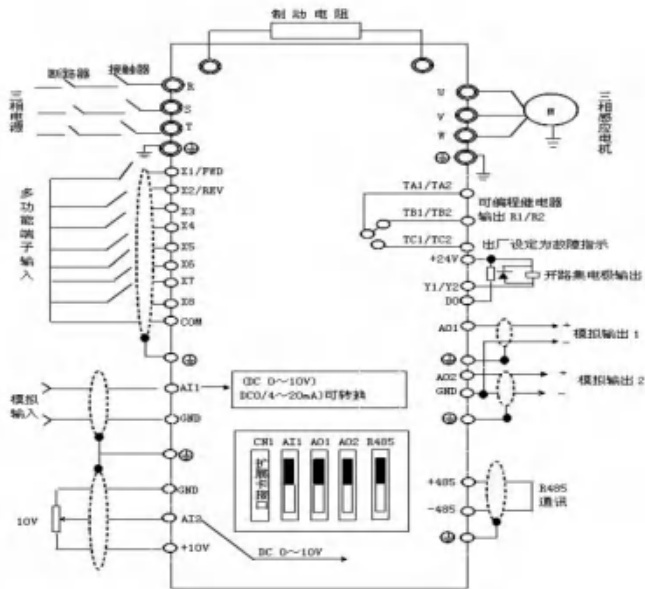 制动电阻
断路器
接触器
三相电源
R
S
T
U
V
W
M
三相感应电机
多功能端子输入
X1/FWD
X2/REV
X3
X4
X5
X6
X7
X8
COM
TA1/TA2
TB1/TB2
TC1/TC2
可编程继电器
输出 R1/R2
出厂设定为故障指示
+24V
Y1/Y2
DO
开路集电极输出
AO1
模拟输出 1
+
-
AO2
GND
模拟输出 2
+
-
模拟
输入
AI1
GND
(DC 0～10V)
DC0/4～20mA)可转换
CN1 AI1 AO1 AO2 R485
扩展卡接口
GND
AI2
+10V
10V
DC 0～10V
+485
-485
R485
通讯